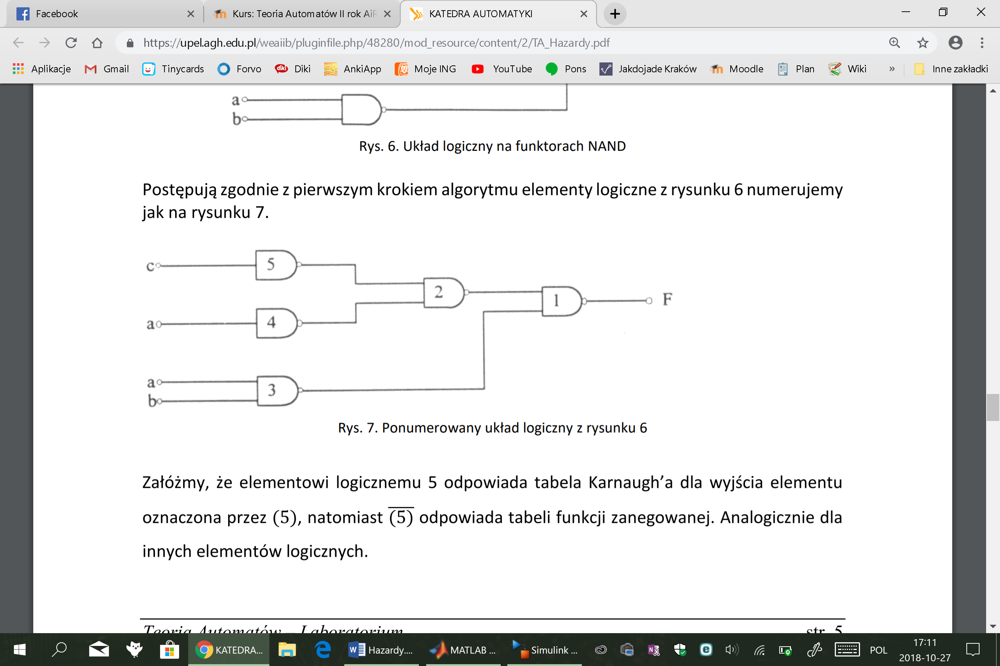 Facebook
Kurs: Teoria Automatów II rok AiR
KATEDRA AUTOMATYKI
https://upel.agh.edu.pl/weaiib/pluginfile.php/48280/mod_resource/content/2/TA_Hazardy.pdf
Aplikacje Gmail Tinycards Forvo diki Diki AnkiApp Moje ING YouTube Pons Jakdojade Kraków Moodle Plan Wiki » Inne zakładki
a
b
Rys. 6. Układ logiczny na funktorach NAND
Postępują zgodnie z pierwszym krokiem algorytmu elementy logiczne z rysunku 6 numerujemy
jak na rysunku 7.
c 5
2
1 F
a 4
a
b 3
Rys. 7. Ponumerowany układ logiczny z rysunku 6
Załóżmy, że elementowi logicznemu 5 odpowiada tabela Karnaugh’a dla wyjścia elementu
oznaczona przez (5), natomiast \overline{(5)} odpowiada tabeli funkcji zanegowanej. Analogicznie dla
innych elementów logicznych.
Teoria Automatów – Laboratorium str. 5
KATEDRA... Hazardy.... MATLAB ... Simulink ... POL 17:11
2018-10-27